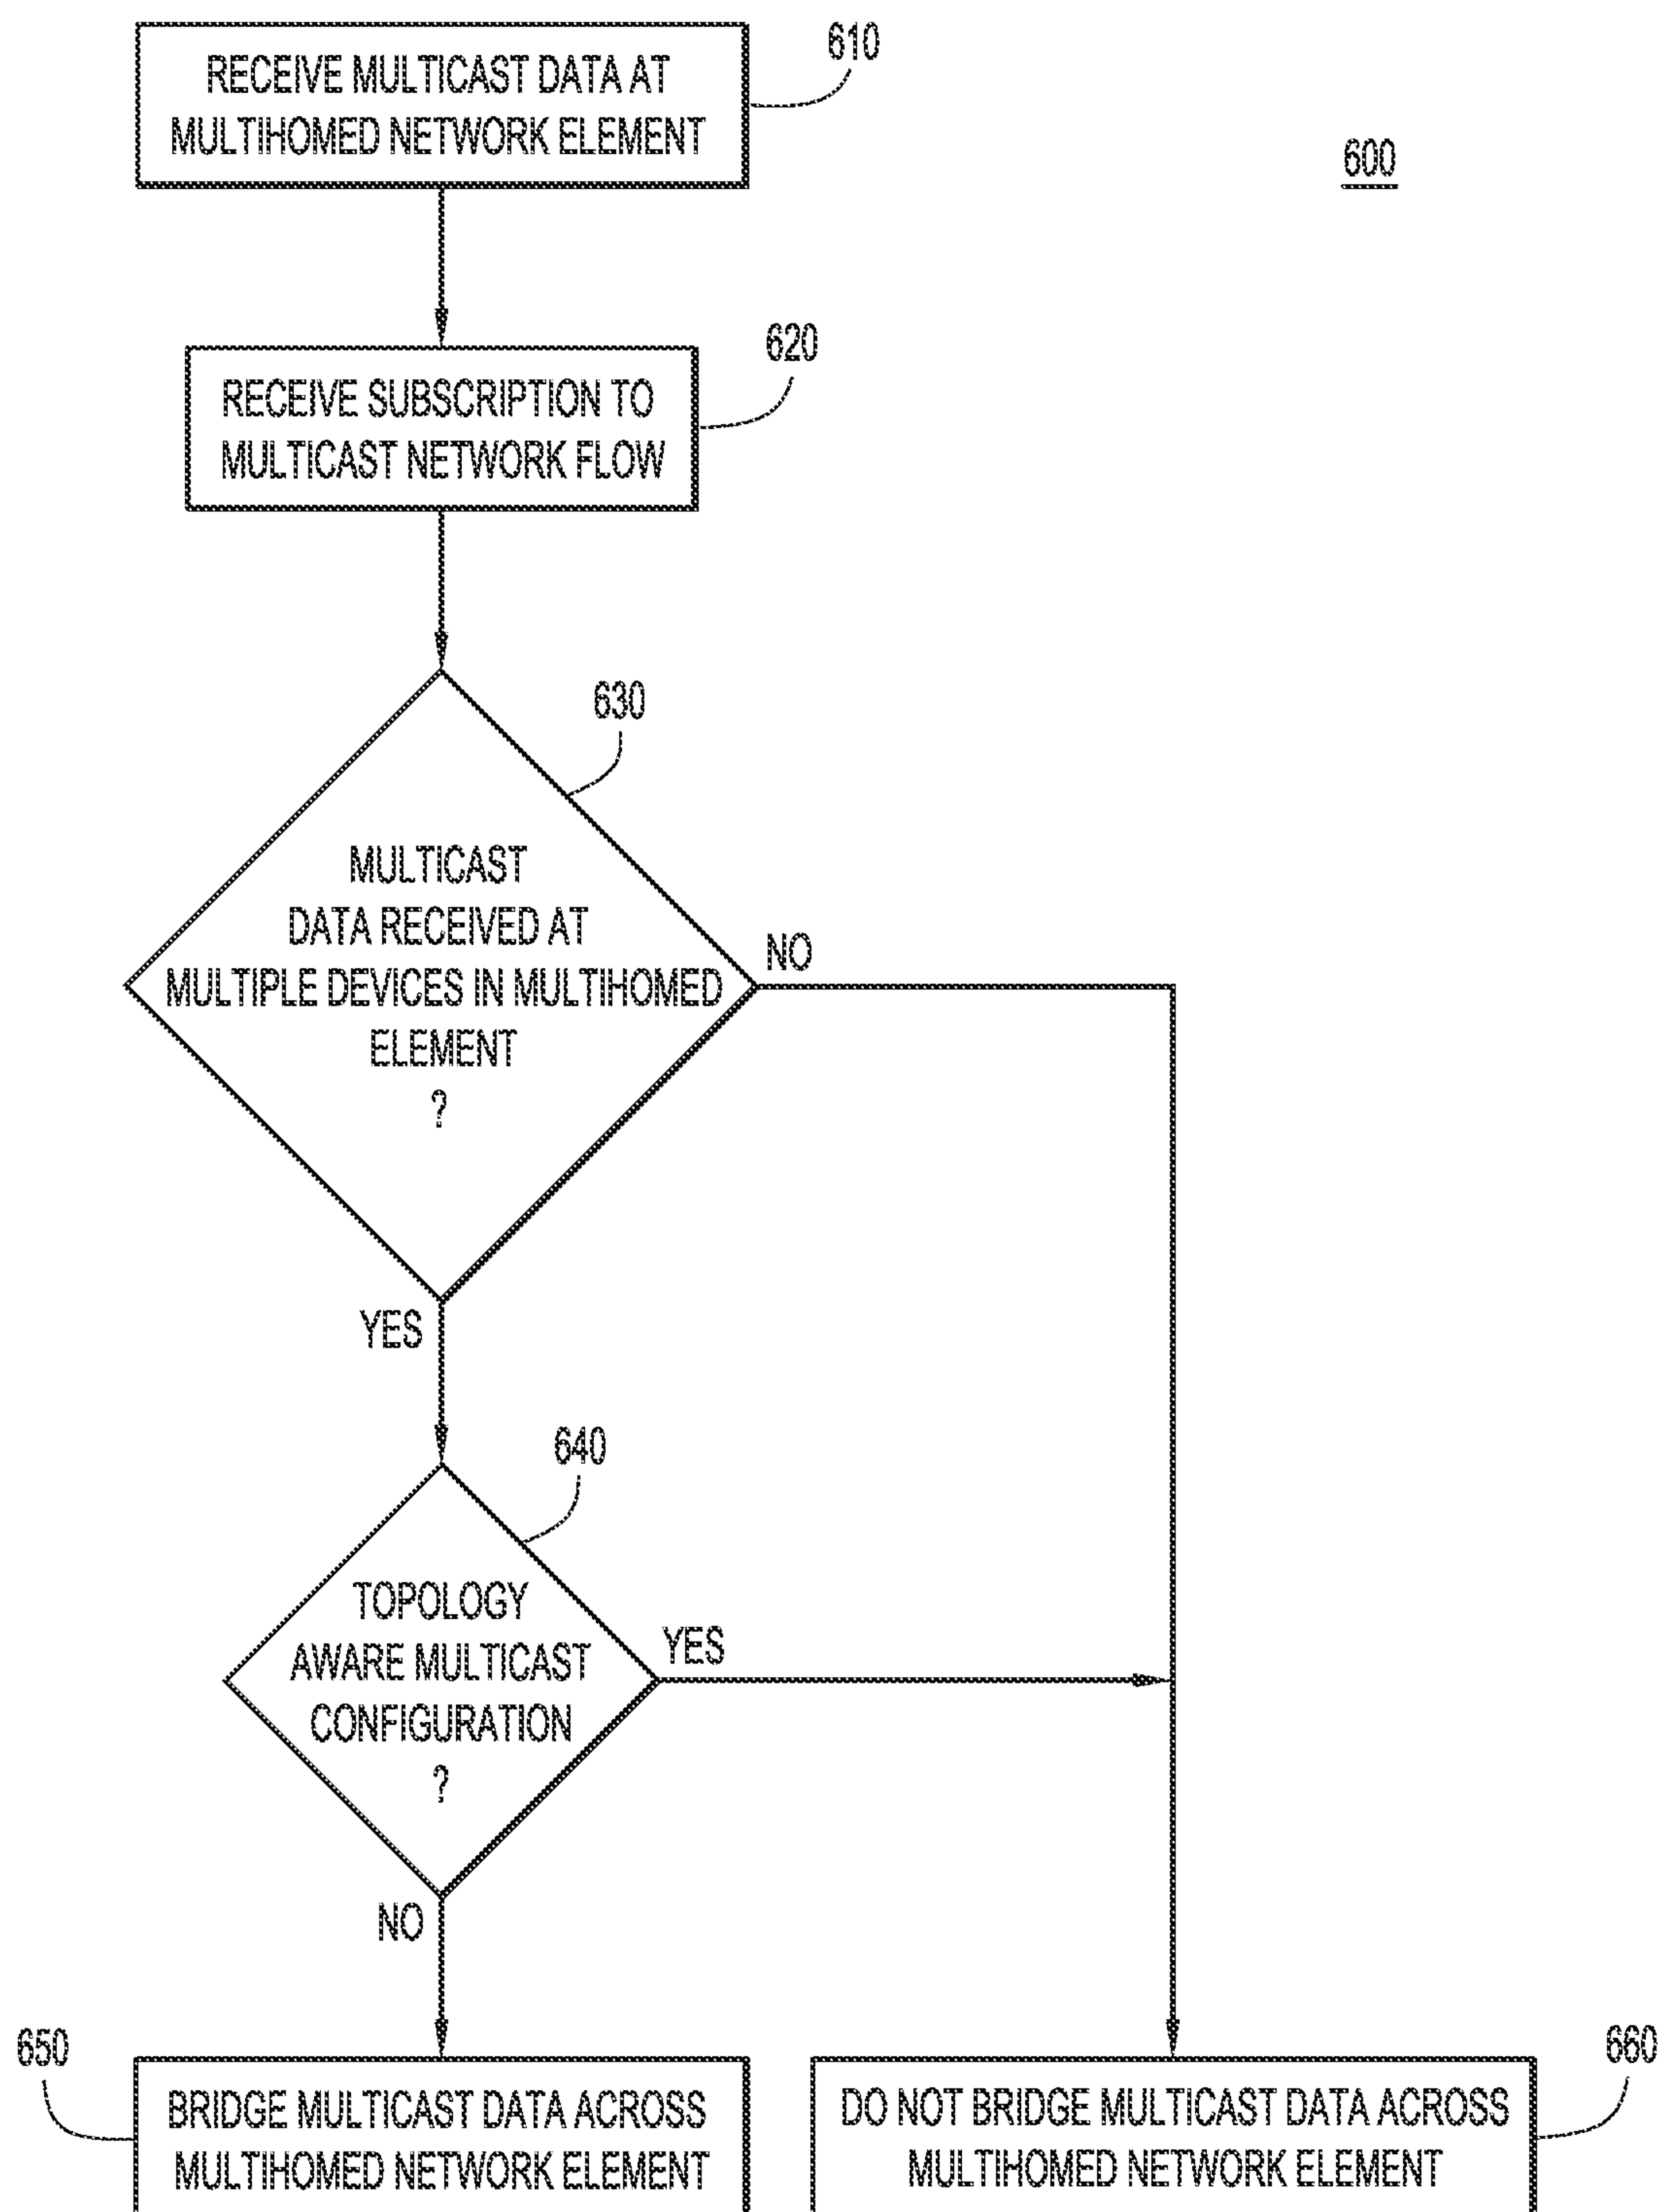 610
RECEIVE MULTICAST DATA AT
MULTIHOMED NETWORK ELEMENT
600
620
RECEIVE SUBSCRIPTION TO
MULTICAST NETWORK FLOW
630
MULTICAST
DATA RECEIVED AT
MULTIPLE DEVICES IN MULTIHOMED
ELEMENT
?
NO
YES
640
TOPOLOGY
AWARE MULTICAST
CONFIGURATION
?
YES
NO
650
BRIDGE MULTICAST DATA ACROSS
MULTIHOMED NETWORK ELEMENT
660
DO NOT BRIDGE MULTICAST DATA ACROSS
MULTIHOMED NETWORK ELEMENT